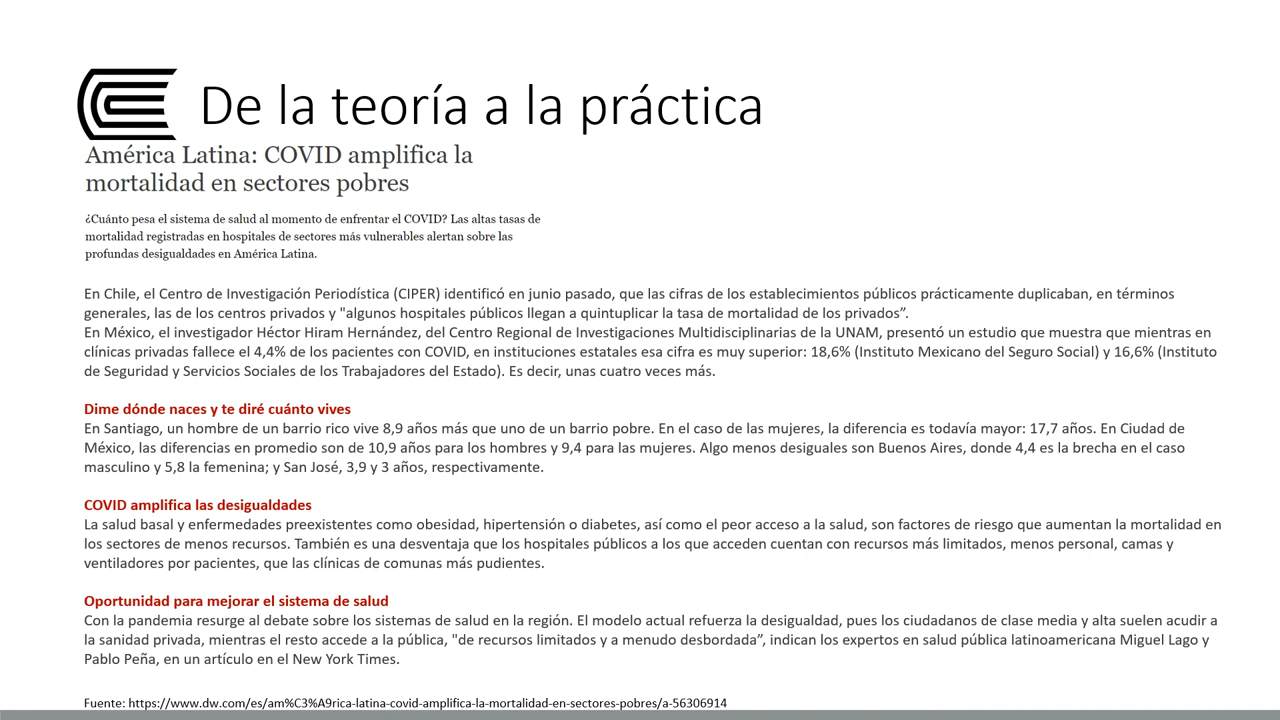 De la teoría a la práctica
América Latina: COVID amplifica la
mortalidad en sectores pobres
¿Cuánto pesa el sistema de salud al momento de enfrentar el COVID? Las altas tasas de
mortalidad registradas en hospitales de sectores más vulnerables alertan sobre las
profundas desigualdades en América Latina.
En Chile, el Centro de Investigación Periodística (CIPER) identificó en junio pasado, que las cifras de los establecimientos públicos prácticamente duplicaban, en términos
generales, las de los centros privados y "algunos hospitales públicos llegan a quintuplicar la tasa de mortalidad de los privados”.
En México, el investigador Héctor Hiram Hernández, del Centro Regional de Investigaciones Multidisciplinarias de la UNAM, presentó un estudio que muestra que mientras en
clínicas privadas fallece el 4,4% de los pacientes con COVID, en instituciones estatales esa cifra es muy superior: 18,6% (Instituto Mexicano del Seguro Social) y 16,6% (Instituto
de Seguridad y Servicios Sociales de los Trabajadores del Estado). Es decir, unas cuatro veces más.
Dime dónde naces y te diré cuánto vives
En Santiago, un hombre de un barrio rico vive 8,9 años más que uno de un barrio pobre. En el caso de las mujeres, la diferencia es todavía mayor: 17,7 años. En Ciudad de
México, las diferencias en promedio son de 10,9 años para los hombres y 9,4 para las mujeres. Algo menos desiguales son Buenos Aires, donde 4,4 es la brecha en el caso
masculino y 5,8 la femenina; y San José, 3,9 y 3 años, respectivamente.
COVID amplifica las desigualdades
La salud basal y enfermedades preexistentes como obesidad, hipertensión o diabetes, así como el peor acceso a la salud, son factores de riesgo que aumentan la mortalidad en
los sectores de menos recursos. También es una desventaja que los hospitales públicos a los que acceden cuentan con recursos más limitados, menos personal, camas y
ventiladores por pacientes, que las clínicas de comunas más pudientes.
Oportunidad para mejorar el sistema de salud
Con la pandemia resurge al debate sobre los sistemas de salud en la región. El modelo actual refuerza la desigualdad, pues los ciudadanos de clase media y alta suelen acudir a
la sanidad privada, mientras el resto accede a la pública, "de recursos limitados y a menudo desbordada”, indican los expertos en salud pública latinoamericana Miguel Lago y
Pablo Peña, en un artículo en el New York Times.
Fuente: https://www.dw.com/es/am%C3%A9rica-latina-covid-amplifica-la-mortalidad-en-sectores-pobres/a-56306914